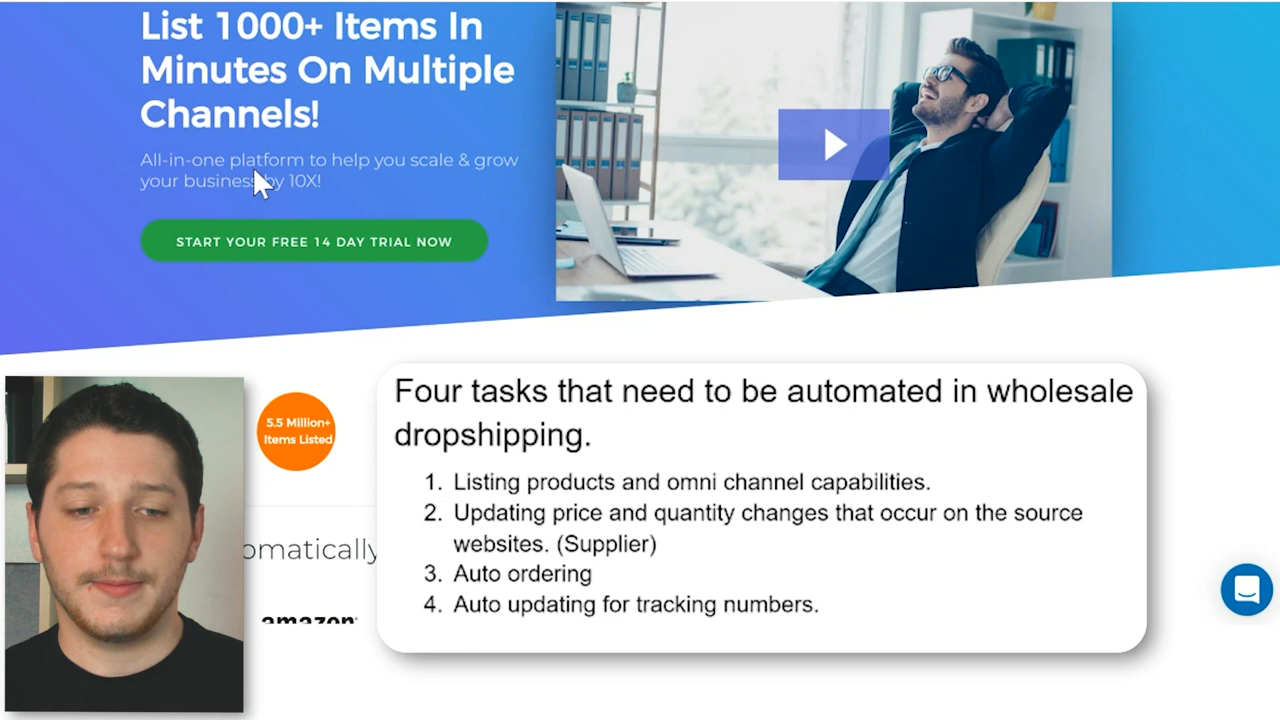 List 1000+ Items In
Minutes On Multiple
Channels!
All-in-one platform to help you scale & grow
your business by 10X!
START YOUR FREE 14 DAY TRIAL NOW
5.5 Million+
Items Listed
omatically
amazon
Four tasks that need to be automated in wholesale
dropshipping.
1. Listing products and omni channel capabilities.
2. Updating price and quantity changes that occur on the source
websites. (Supplier)
3. Auto ordering
4. Auto updating for tracking numbers.